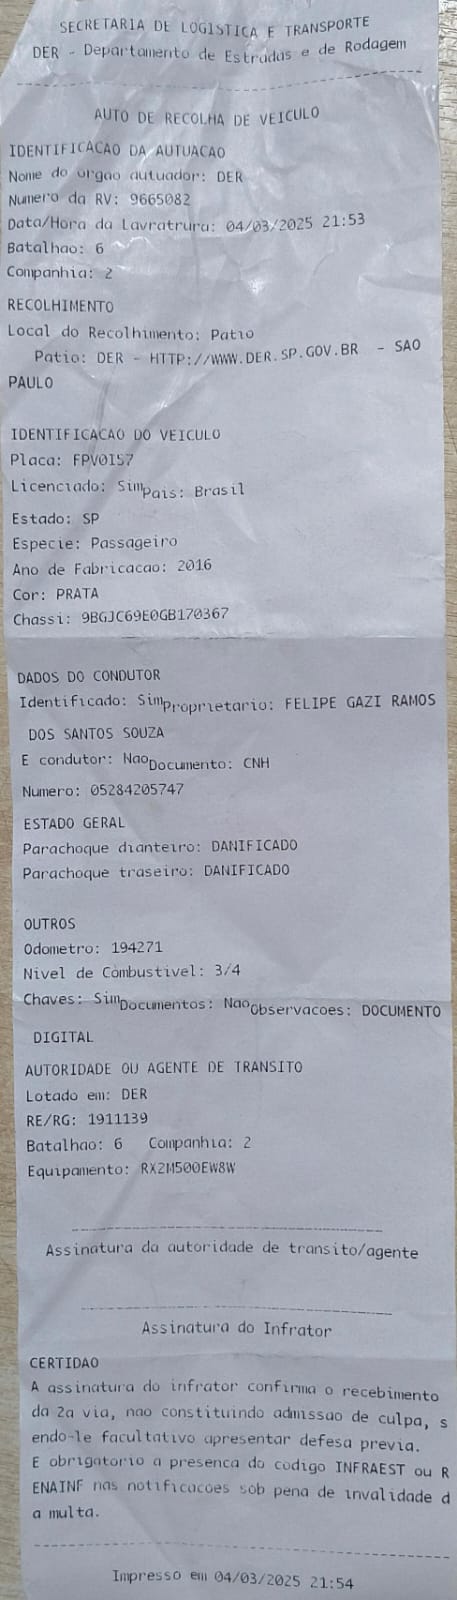 SECRETARIA DE LOGISTICA E TRANSPORTE
DER - Departamento de Estradas e de Rodagem
AUTO DE RECOLHA DE VEICULO
IDENTIFICACAO DA AUTUACAO
Nome do orgao autuador: DER
Numero da RV: 9665082
Data/Hora da Lavratrura: 04/03/2025 21:53
Batalhao: 6
Companhia: 2
RECOLHIMENTO
Local do Recolhimento: Patio
Patio: DER - HTTP://WWW.DER.SP.GOV.BR - SAO
PAULO
IDENTIFICACAO DO VEICULO
Placa: FPV0I57
Licenciado: Sim Pais: Brasil
Estado: SP
Especie: Passageiro
Ano de Fabricacao: 2016
Cor: PRATA
Chassi: 9BGJC69E0GB170367
DADOS DO CONDUTOR
Identificado: Sim Proprietario: FELIPE GAZI RAMOS
DOS SANTOS SOUZA
E condutor: Nao Documento: CNH
Numero: 05284205747
ESTADO GERAL
Parachoque dianteiro: DANIFICADO
Parachoque traseiro: DANIFICADO
OUTROS
Odometro: 194271
Nivel de Combustivel: 3/4
Chaves: Sim Documentos: Nao Observacoes: DOCUMENTO
DIGITAL
AUTORIDADE OU AGENTE DE TRANSITO
Lotado em: DER
RE/RG: 1911139
Batalhao: 6 Companhia: 2
Equipamento: RX2M500EW8W
Assinatura da autoridade de transito/agente
Assinatura do Infrator
CERTIDAO
A assinatura do infrator confirma o recebimento
da 2a via, nao constituindo admissao de culpa, s
endo-le facultativo apresentar defesa previa.
E obrigatorio a presenca do codigo INFRAEST ou R
ENAINF nas notificacoes sob pena de invalidade d
a multa.
Impresso em 04/03/2025 21:54